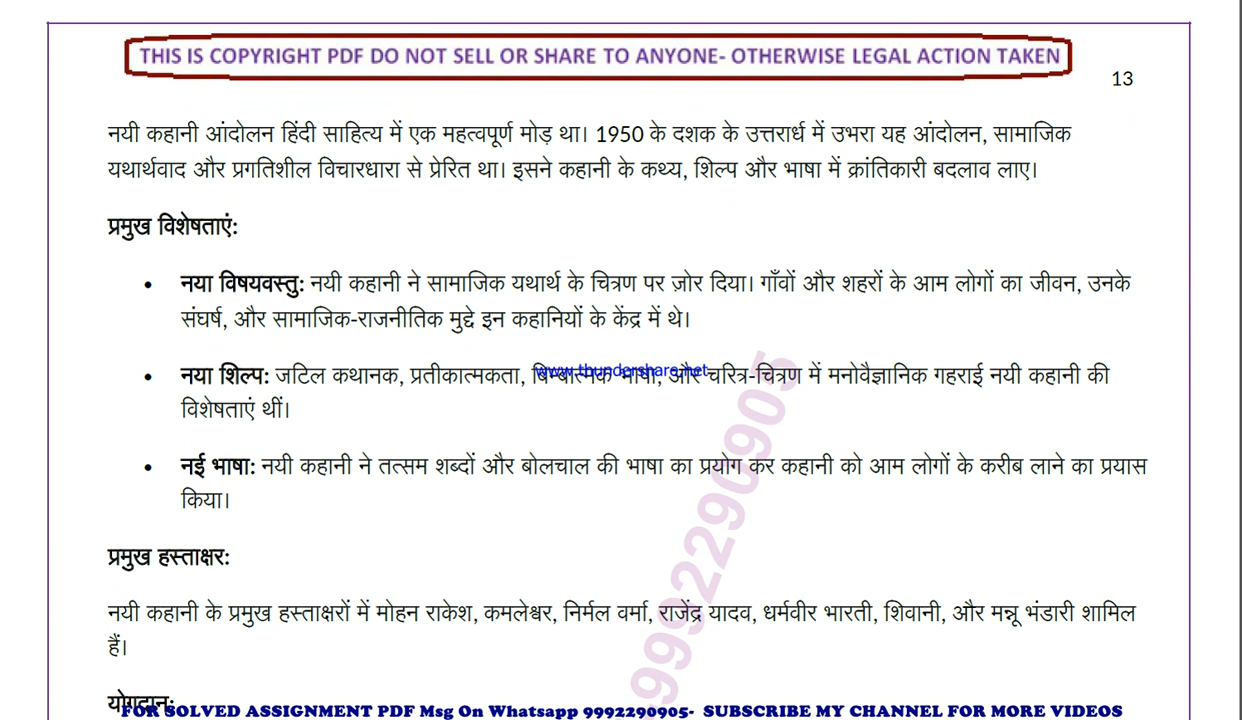 THIS IS COPYRIGHT PDF DO NOT SELL OR SHARE TO ANYONE- OTHERWISE LEGAL ACTION TAKEN
13
नयी कहानी आंदोलन हिंदी साहित्य में एक महत्वपूर्ण मोड़ था। 1950 के दशक के उत्तरार्ध में उभरा यह आंदोलन, सामाजिक
यथार्थवाद और प्रगतिशील विचारधारा से प्रेरित था। इसने कहानी के कथ्य, शिल्प और भाषा में क्रांतिकारी बदलाव लाए।
प्रमुख विशेषताएं:
• नया विषयवस्तु: नयी कहानी ने सामाजिक यथार्थ के चित्रण पर ज़ोर दिया। गाँवों और शहरों के आम लोगों का जीवन, उनके
संघर्ष, और सामाजिक-राजनीतिक मुद्दे इन कहानियों के केंद्र में थे।
• नया शिल्प: जटिल कथानक, प्रतीकात्मकता, बिम्बात्मक भाषा, और चरित्र-चित्रण में मनोवैज्ञानिक गहराई नयी कहानी की
www.thundershare.net
विशेषताएं थीं।
• नई भाषा: नयी कहानी ने तत्सम शब्दों और बोलचाल की भाषा का प्रयोग कर कहानी को आम लोगों के करीब लाने का प्रयास
किया।
प्रमुख हस्ताक्षर:
नयी कहानी के प्रमुख हस्ताक्षरों में मोहन राकेश, कमलेश्वर, निर्मल वर्मा, राजेंद्र यादव, धर्मवीर भारती, शिवानी, और मन्नू भंडारी शामिल
हैं।
योगदान:
FOR SOLVED ASSIGNMENT PDF Msg On Whatsapp 9992290905- SUBSCRIBE MY CHANNEL FOR MORE VIDEOS
9992290905